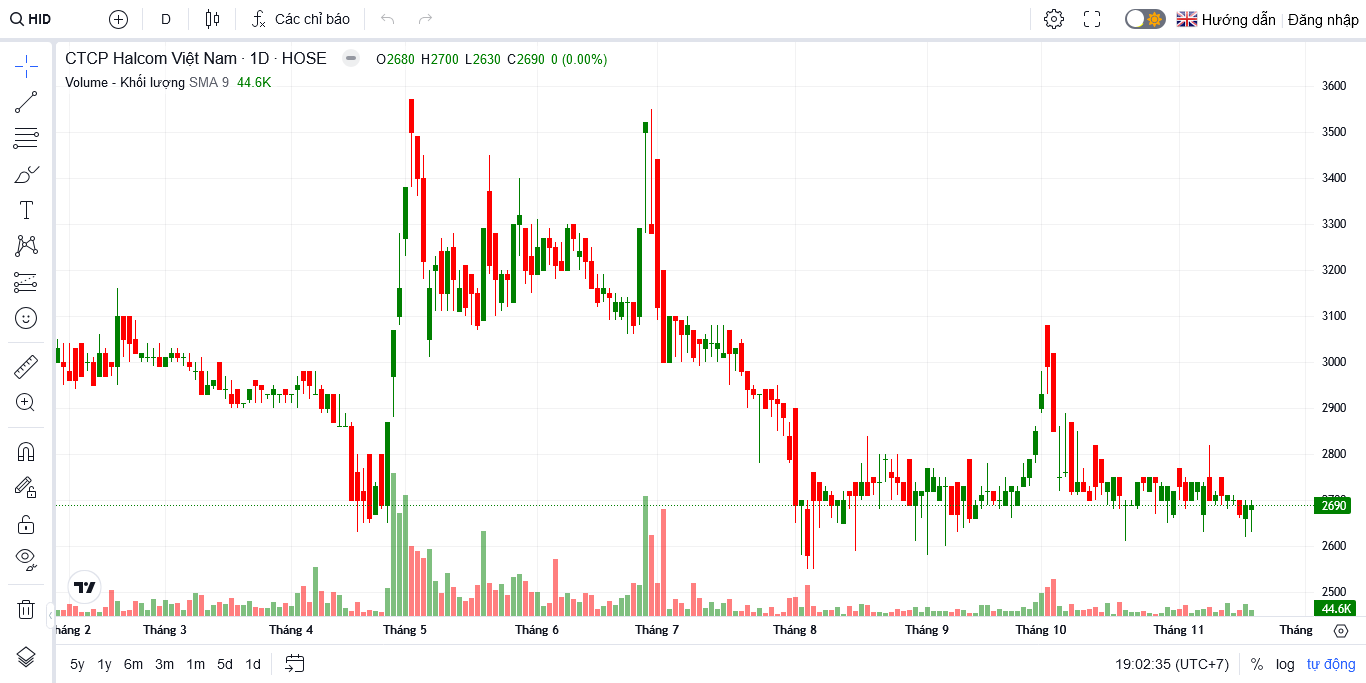 HID
D
Các chỉ báo
Hướng dẫn
Đăng nhập
CTCP Halcom Việt Nam · 1D · HOSE
O2680 H2700 L2630 C2690 0 (0.00%)
Volume - Khối lượng SMA 9 44.6K
3600
3500
3400
3300
3200
3100
3000
2900
2800
2700
2690
2600
2500
44.6K
háng 2
Tháng 3
Tháng 4
Tháng 5
Tháng 6
Tháng 7
Tháng 8
Tháng 9
Tháng 10
Tháng 11
Tháng
5y 1y 6m 3m 1m 5d 1d
19:02:35 (UTC+7)
% log tự động